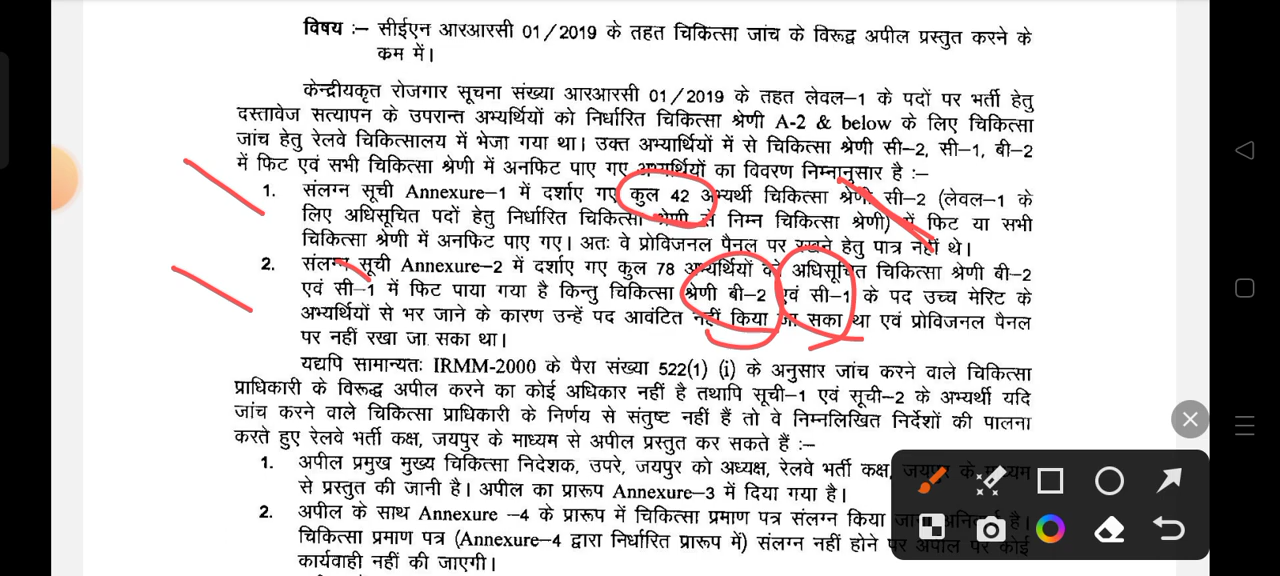 विषय :– सीईएन आरआरसी 01/2019 के तहत चिकित्सा जांच के विरूद्व अपील प्रस्तुत करने के
कम में।
केन्द्रीयकृत रोजगार सूचना संख्या आरआरसी 01/2019 के तहत लेवल–1 के पदों पर भर्ती हेतु
दस्तावेज सत्यापन के उपरान्त अभ्यर्थियों को निर्धारित चिकित्सा श्रेणी A-2 & below के लिए चिकित्सा
जांच हेतु रेलवे चिकित्सालय में भेजा गया था। उक्त अभ्यार्थियों में से चिकित्सा श्रेणी सी–2, सी–1, बी–2
में फिट एवं सभी चिकित्सा श्रेणी में अनफिट पाए गए अभ्यर्थियों का विवरण निम्नानुसार है :–
1. संलग्न सूची Annexure–1 में दर्शाए गए कुल 42 अभ्यर्थी चिकित्सा श्रेणी सी–2 (लेवल–1 के
लिए अधिसूचित पदों हेतु निर्धारित चिकित्सा श्रेणी से निम्न चिकित्सा श्रेणी) में फिट या सभी
चिकित्सा श्रेणी में अनफिट पाए गए। अतः वे प्रोविजनल पैनल पर रखने हेतु पात्र नहीं थे।
2. संलग्न सूची Annexure–2 में दर्शाए गए कुल 78 अभ्यर्थियों को अधिसूचित चिकित्सा श्रेणी बी–2
एवं सी–1 में फिट पाया गया है किन्तु चिकित्सा श्रेणी बी–2 एवं सी–1 के पद उच्च मेरिट के
अभ्यर्थियों से भर जाने के कारण उन्हें पद आवंटित नहीं किया जा सका था एवं प्रोविजनल पैनल
पर नहीं रखा जा सका था।
यद्यपि सामान्यतः IRMM-2000 के पैरा संख्या 522(1) (i) के अनुसार जांच करने वाले चिकित्सा
प्राधिकारी के विरूद्ध अपील करने का कोई अधिकार नहीं है तथापि सूची–1 एवं सूची–2 के अभ्यर्थी यदि
जांच करने वाले चिकित्सा प्राधिकारी के निर्णय से संतुष्ट नहीं हैं तो वे निम्नलिखित निर्देशों की पालना
करते हुए रेलवे भर्ती कक्ष, जयपुर के माध्यम से अपील प्रस्तुत कर सकते हैं :–
1. अपील प्रमुख मुख्य चिकित्सा निदेशक, उपरे, जयपुर को अध्यक्ष, रेलवे भर्ती कक्ष, जयपुर के माध्यम
से प्रस्तुत की जानी है। अपील का प्रारूप Annexure–3 में दिया गया है।
2. अपील के साथ Annexure –4 के प्रारूप में चिकित्सा प्रमाण पत्र संलग्न किया जाना अनिवार्य है।
चिकित्सा प्रमाण पत्र (Annexure–4 द्वारा निर्धारित प्रारूप में) संलग्न नहीं होने पर अपील पर कोई
कार्यवाही नहीं की जाएगी।